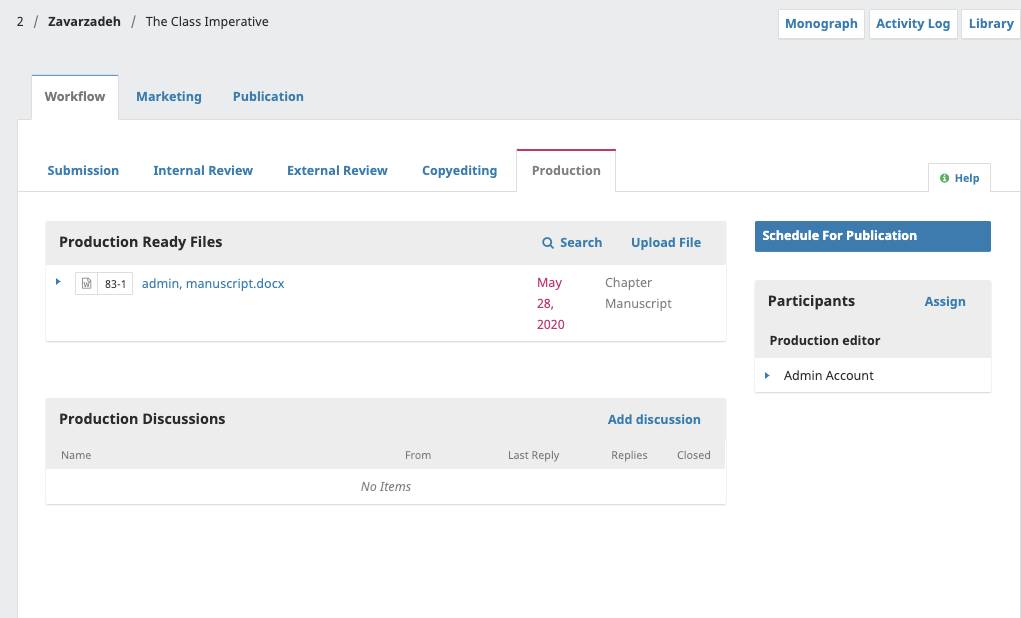 2 / Zavarzadeh / The Class Imperative
Monograph Activity Log Library
Workflow Marketing Publication
Submission Internal Review External Review Copyediting Production
Help
Production Ready Files Search Upload File
83-1 admin, manuscript.docx May 28, 2020 Chapter Manuscript
Schedule For Publication
Participants Assign
Production editor
Admin Account
Production Discussions Add discussion
Name From Last Reply Replies Closed
No Items